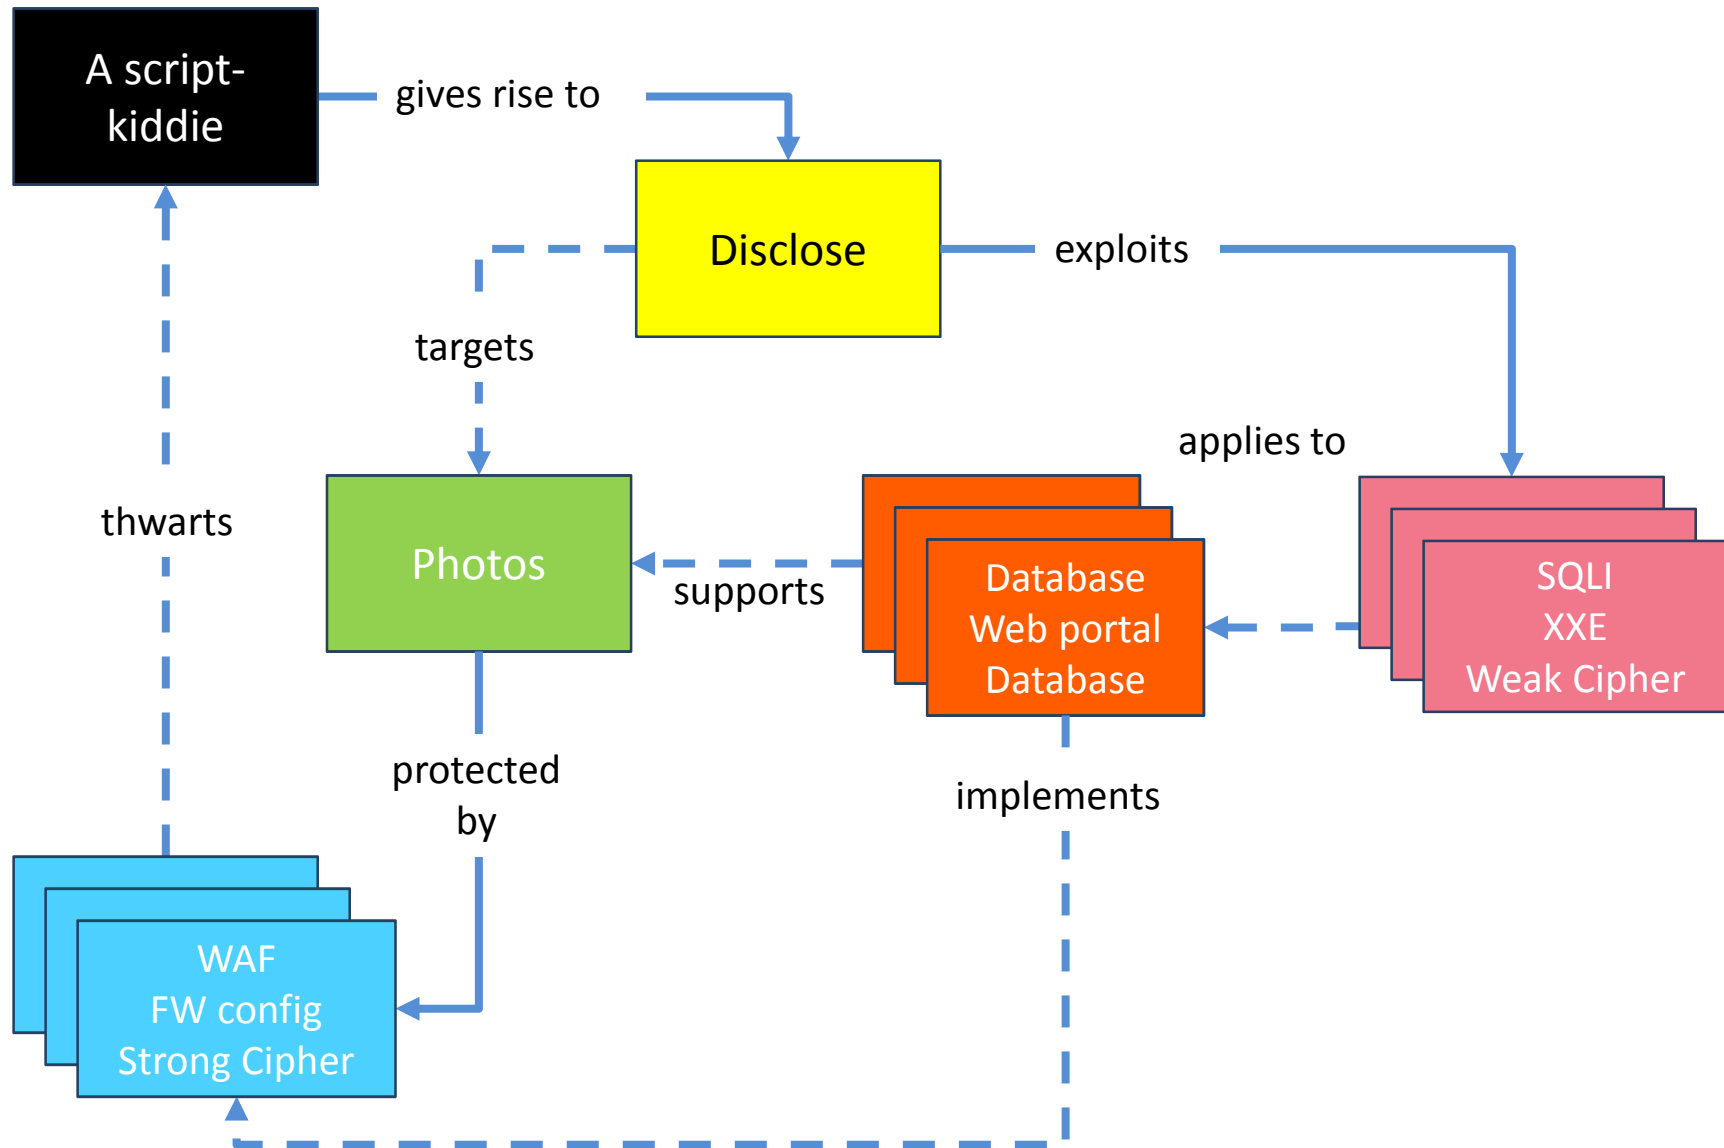 A script-
kiddie
gives rise to
Disclose
exploits
targets
applies to
thwarts
Photos
supports
Database
Web portal
Database
SQLI
XXE
Weak Cipher
protected
by
implements
WAF
FW config
Strong Cipher